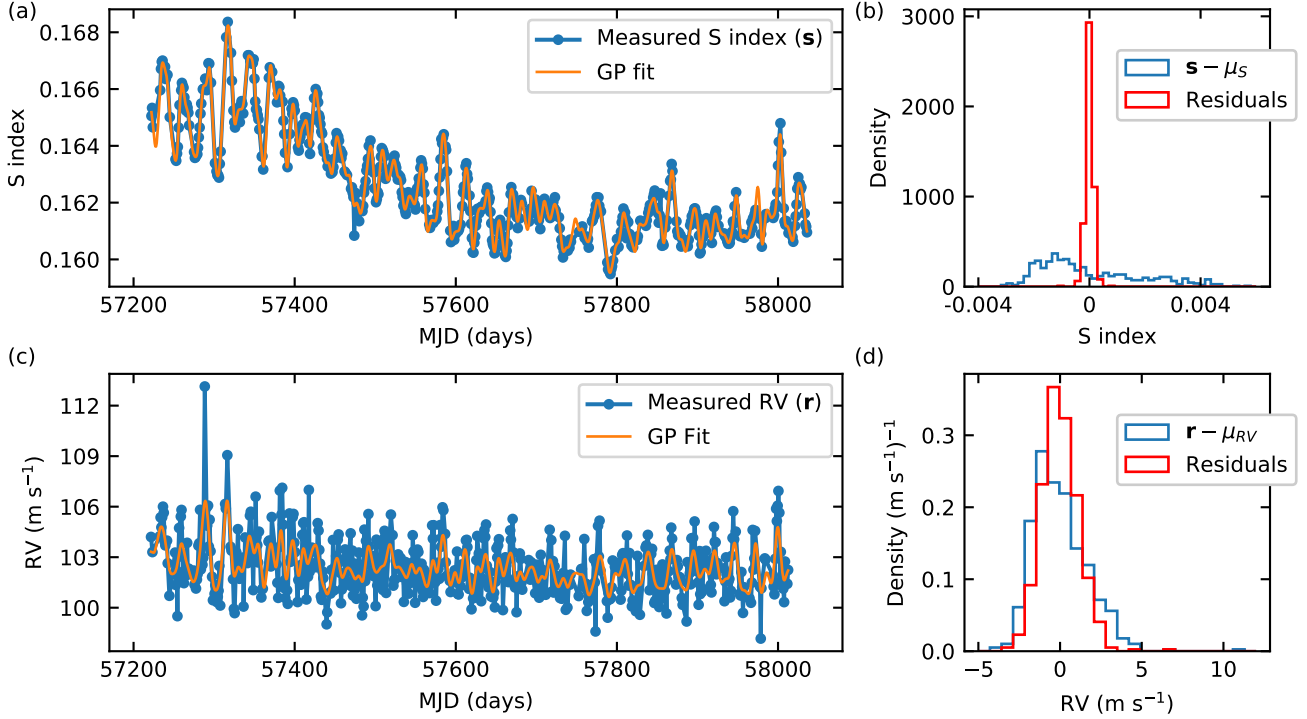 (a)
0.168
0.166
0.164
0.162
0.160
S index
Measured S index (s)
GP fit
57200
57400
57600
57800
58000
MJD (days)
(b)
3000
2000
1000
0
Density
s − μS
Residuals
-0.004
0
0.004
S index
(c)
112
109
106
103
100
RV (m s⁻¹)
Measured RV (r)
GP Fit
57200
57400
57600
57800
58000
MJD (days)
(d)
0.3
0.2
0.1
0.0
Density (m s⁻¹)⁻¹
r − μRV
Residuals
−5
0
5
10
RV (m s⁻¹)